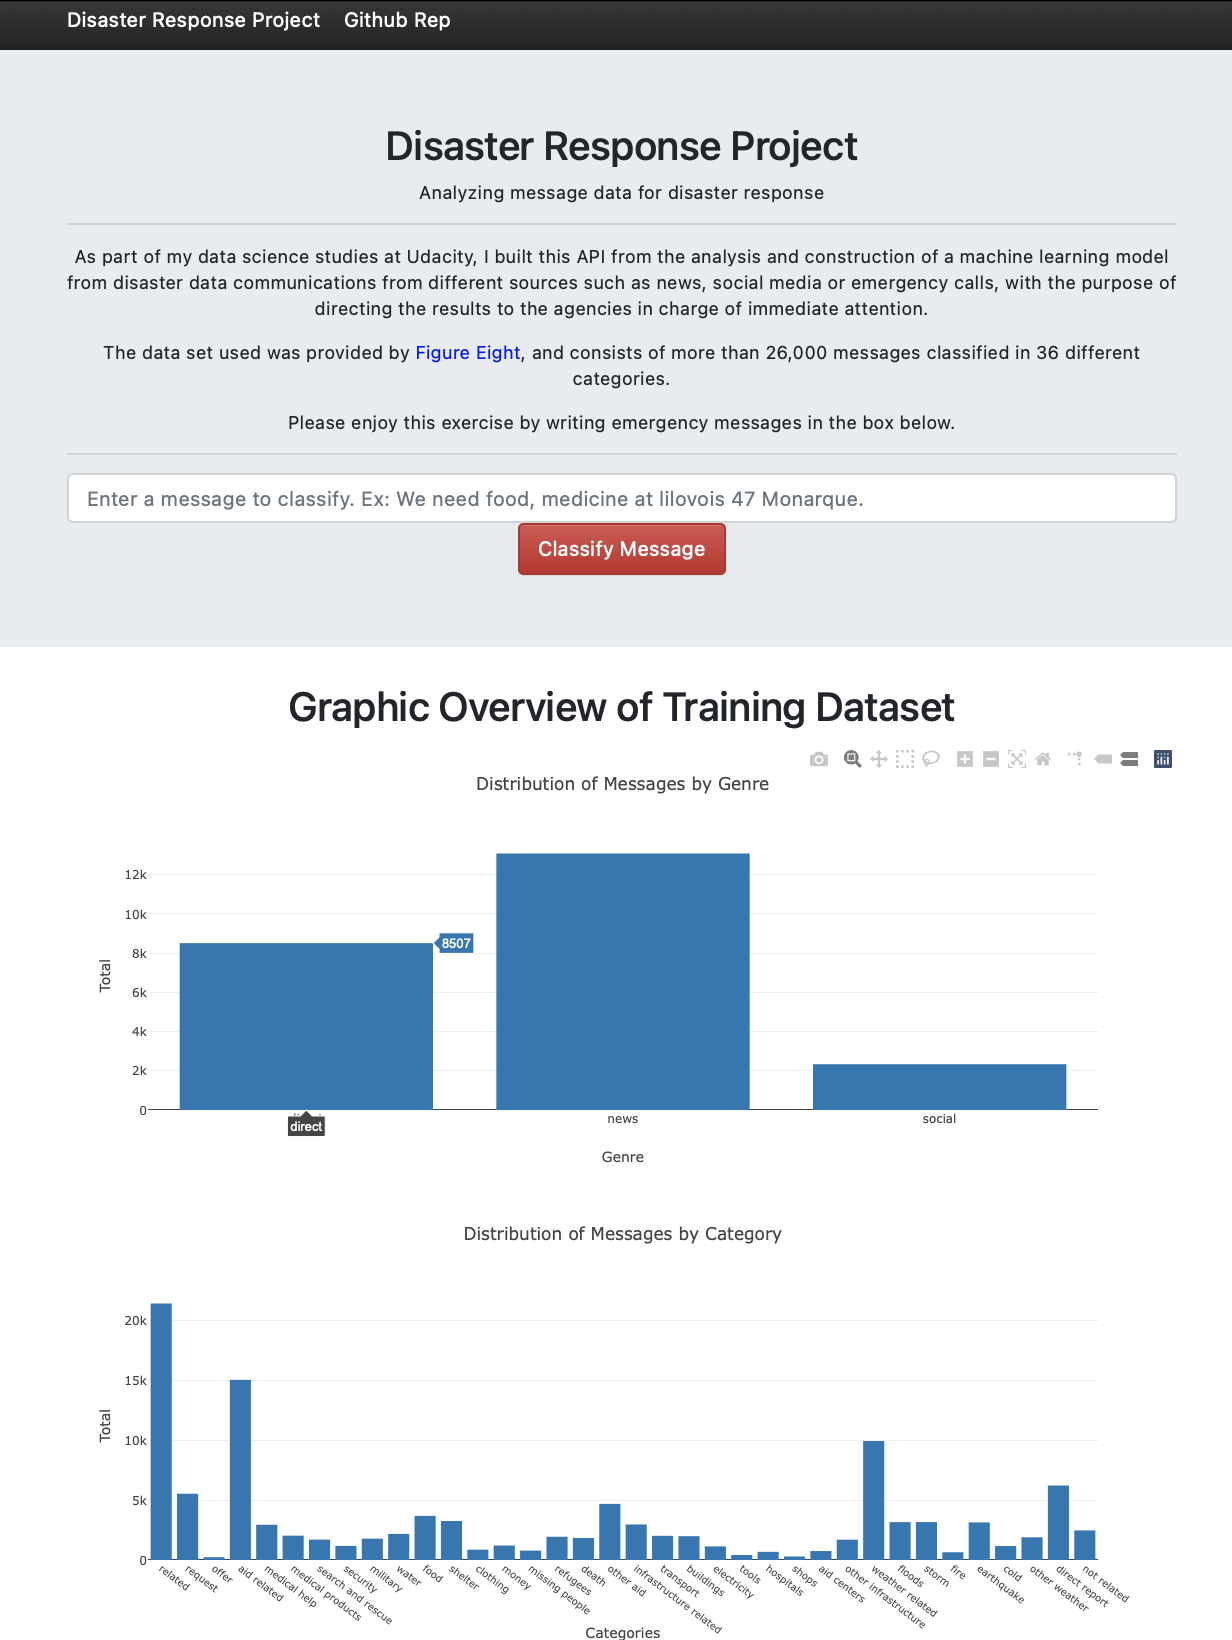 Disaster Response Project Github Rep
Disaster Response Project
Analyzing message data for disaster response
As part of my data science studies at Udacity, I built this API from the analysis and construction of a machine learning model
from disaster data communications from different sources such as news, social media or emergency calls, with the purpose of
directing the results to the agencies in charge of immediate attention.
The data set used was provided by Figure Eight, and consists of more than 26,000 messages classified in 36 different
categories.
Please enjoy this exercise by writing emergency messages in the box below.
Enter a message to classify. Ex: We need food, medicine at lilovois 47 Monarque.
Classify Message
Graphic Overview of Training Dataset
Distribution of Messages by Genre
12k
10k
8k
6k
4k
2k
0
Total
8507
direct
news
social
Genre
Distribution of Messages by Category
20k
15k
10k
5k
0
Total
related
request
offer
aid related
medical help
medical products
search and rescue
security
military
water
food
shelter
clothing
money
missing people
refugees
death
other aid
infrastructure related
transport
buildings
electricity
tools
hospitals
shops
aid centers
other infrastructure
weather related
floods
storm
fire
earthquake
cold
other weather
direct report
not related
Categories